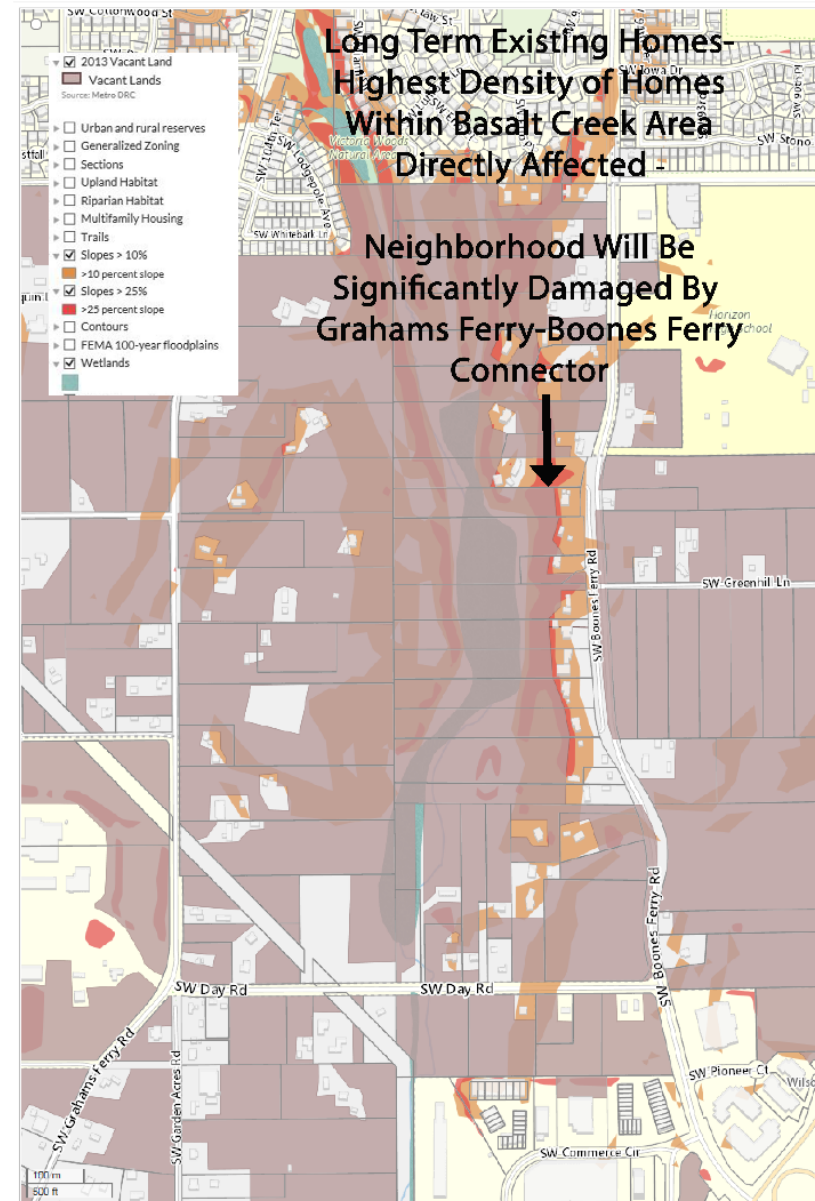 SW Cottonwood St
Long Term Existing Homes-
Highest Density of Homes
Within Basalt Creek Area
Directly Affected -
Neighborhood Will Be
Significantly Damaged By
Grahams Ferry-Boones Ferry
Connector
2013 Vacant Land
Vacant Lands
Source: Metro DRC
Urban and rural reserves
Generalized Zoning
Sections
Upland Habitat
Riparian Habitat
Multifamily Housing
Trails
Slopes > 10%
>10 percent slope
Slopes > 25%
>25 percent slope
Contours
FEMA 100-year floodplains
Wetlands
SW Iowa Dr
SW Stono
Victoria Woods
Natural Area
SW Lodgepole Ave
SW Whitebark Ln
Horizon
School
SW Greenhill Ln
SW Boones Ferry Rd
SW Boones Ferry Rd
SW Day Rd
SW Day Rd
SW Grahams Ferry Rd
SW Garden Acres Rd
SW Pioneer Ct
Wils
SW Commerce Cir
100 m
600 ft